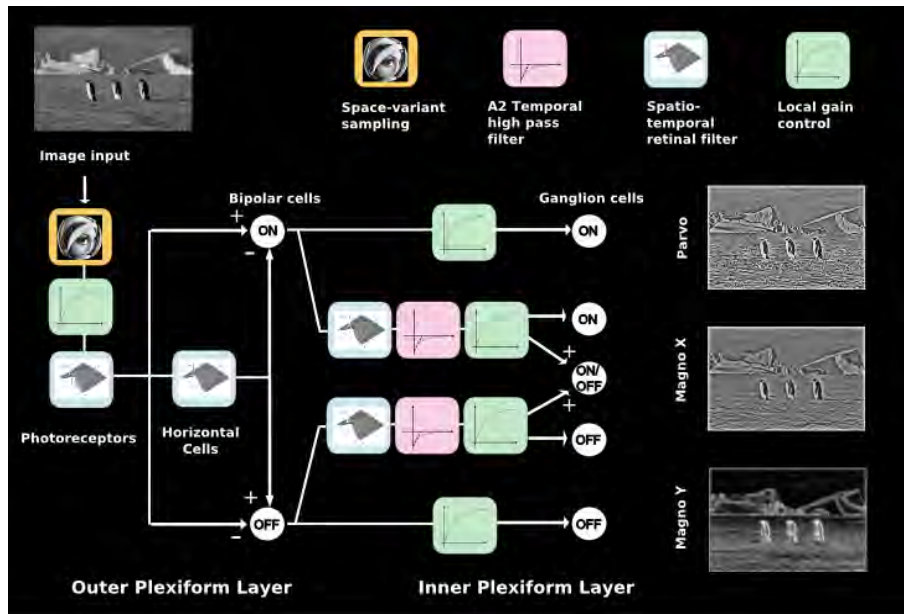 Space-variant
sampling
A2 Temporal
high pass
filter
Spatio-
temporal
retinal filter
Local gain
control
Image input
Bipolar cells
Ganglion cells
+
ON
−
ON
Parvo
ON
+
ON/
OFF
+
Magno X
Photoreceptors
Horizontal
Cells
OFF
+
OFF
−
OFF
Magno Y
Outer Plexiform Layer
Inner Plexiform Layer